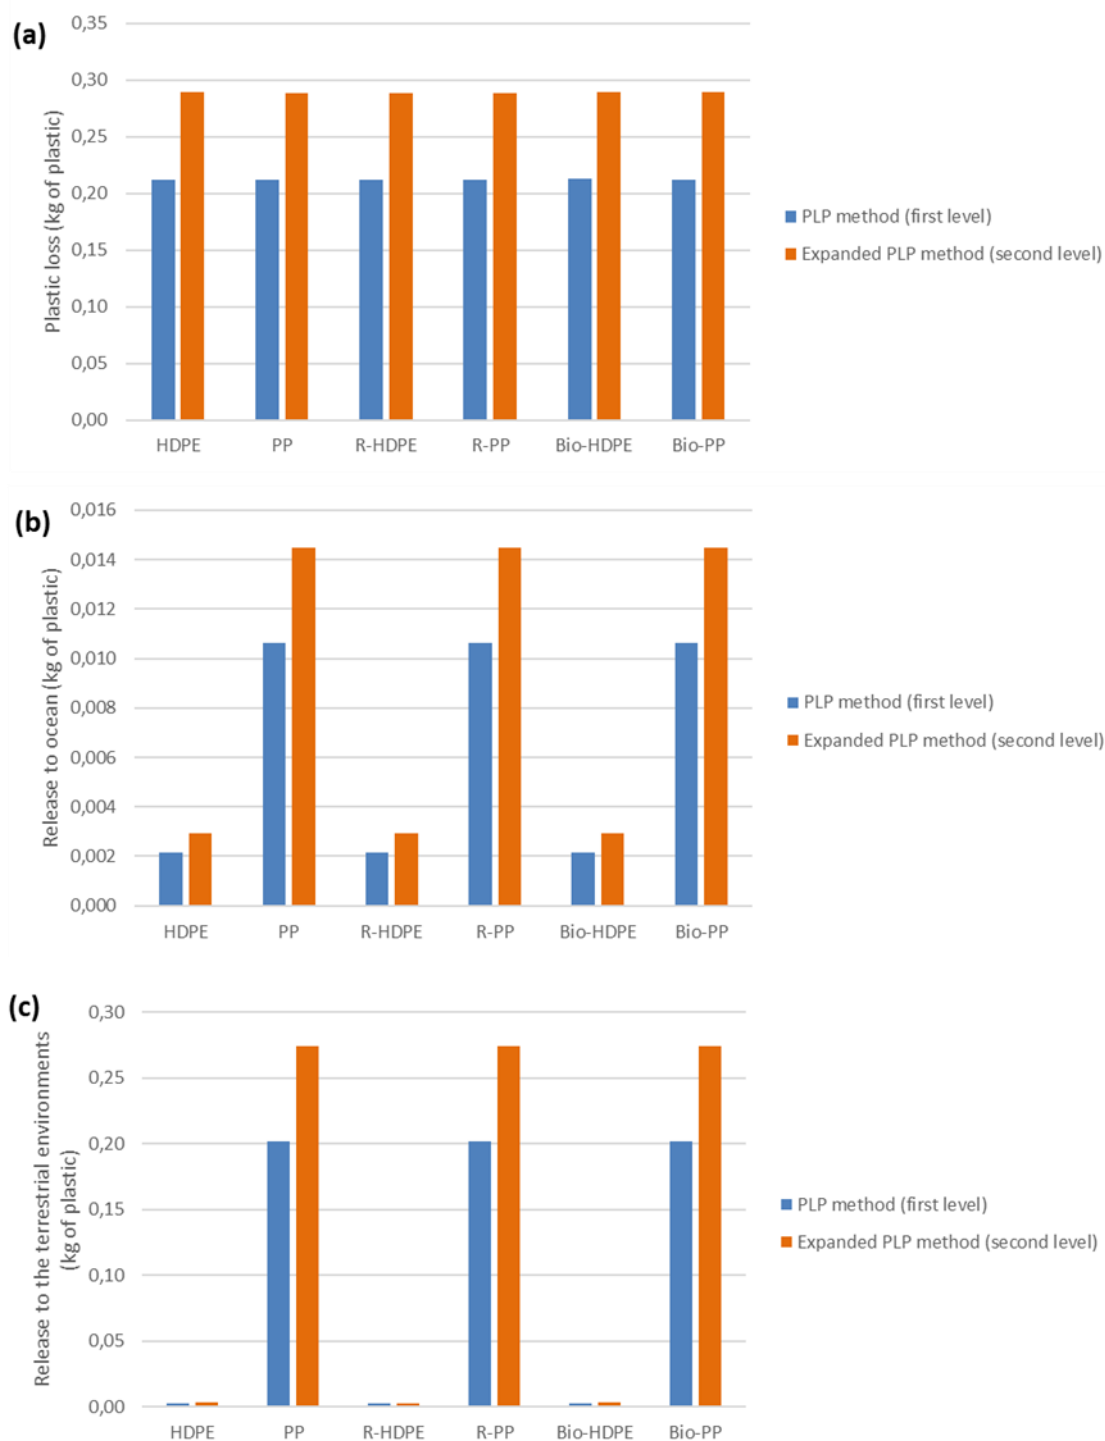 (a)
Plastic loss (kg of plastic)
0,35
0,30
0,25
0,20
0,15
0,10
0,05
0,00
HDPE PP R-HDPE R-PP Bio-HDPE Bio-PP
PLP method (first level)
Expanded PLP method (second level)
(b)
Release to ocean (kg of plastic)
0,016
0,014
0,012
0,010
0,008
0,006
0,004
0,002
0,000
HDPE PP R-HDPE R-PP Bio-HDPE Bio-PP
PLP method (first level)
Expanded PLP method (second level)
(c)
Release to the terrestrial environments
(kg of plastic)
0,30
0,25
0,20
0,15
0,10
0,05
0,00
HDPE PP R-HDPE R-PP Bio-HDPE Bio-PP
PLP method (first level)
Expanded PLP method (second level)